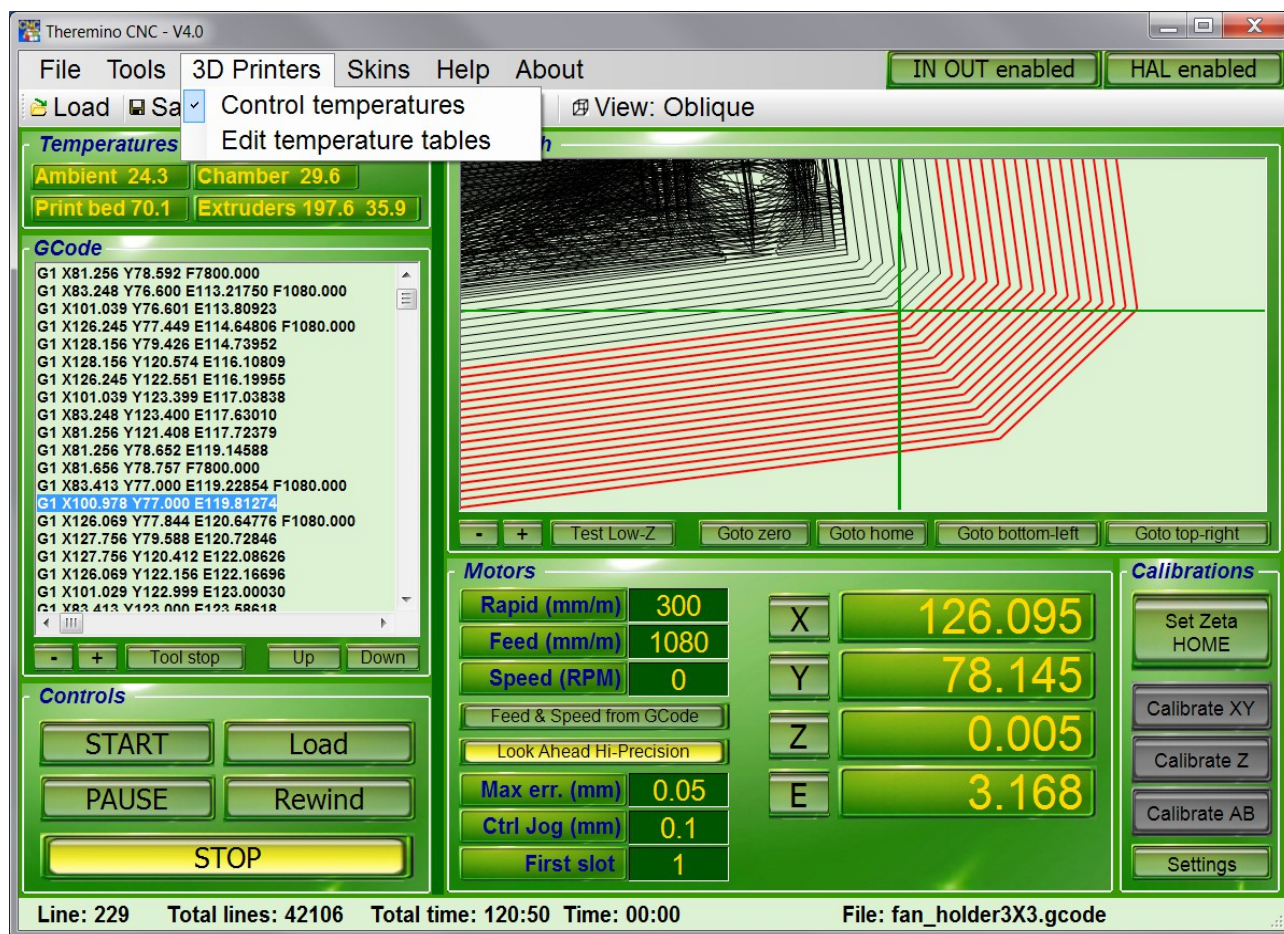 Theremino CNC - V4.0
File Tools 3D Printers Skins Help About IN OUT enabled HAL enabled
Load Sa View: Oblique
Control temperatures
Edit temperature tables
Temperatures
Ambient 24.3 Chamber 29.6
Print bed 70.1 Extruders 197.6 35.9
GCode
G1 X81.256 Y78.592 F7800.000
G1 X83.248 Y76.600 E113.21750 F1080.000
G1 X101.039 Y76.601 E113.80923
G1 X126.245 Y77.449 E114.64806 F1080.000
G1 X128.156 Y79.426 E114.73952
G1 X128.156 Y120.574 E116.10809
G1 X126.245 Y122.551 E116.19955
G1 X101.039 Y123.399 E117.03838
G1 X83.248 Y123.400 E117.63010
G1 X81.256 Y121.408 E117.72379
G1 X81.256 Y78.652 E119.14588
G1 X81.656 Y78.757 F7800.000
G1 X83.413 Y77.000 E119.22854 F1080.000
G1 X100.978 Y77.000 E119.81274
G1 X126.069 Y77.844 E120.64776 F1080.000
G1 X127.756 Y79.588 E120.72846
G1 X127.756 Y120.412 E122.08626
G1 X126.069 Y122.156 E122.16696
G1 X101.029 Y122.999 E123.00030
G1 X83.413 Y123.000 E123.58618
- + Tool stop Up Down
- + Test Low-Z Goto zero Goto home Goto bottom-left Goto top-right
Controls
START Load
PAUSE Rewind
STOP
Motors
Rapid (mm/m) 300
Feed (mm/m) 1080
Speed (RPM) 0
Feed & Speed from GCode
Look Ahead Hi-Precision
Max err. (mm) 0.05
Ctrl Jog (mm) 0.1
First slot 1
X 126.095
Y 78.145
Z 0.005
E 3.168
Calibrations
Set Zeta
HOME
Calibrate XY
Calibrate Z
Calibrate AB
Settings
Line: 229 Total lines: 42106 Total time: 120:50 Time: 00:00 File: fan_holder3X3.gcode